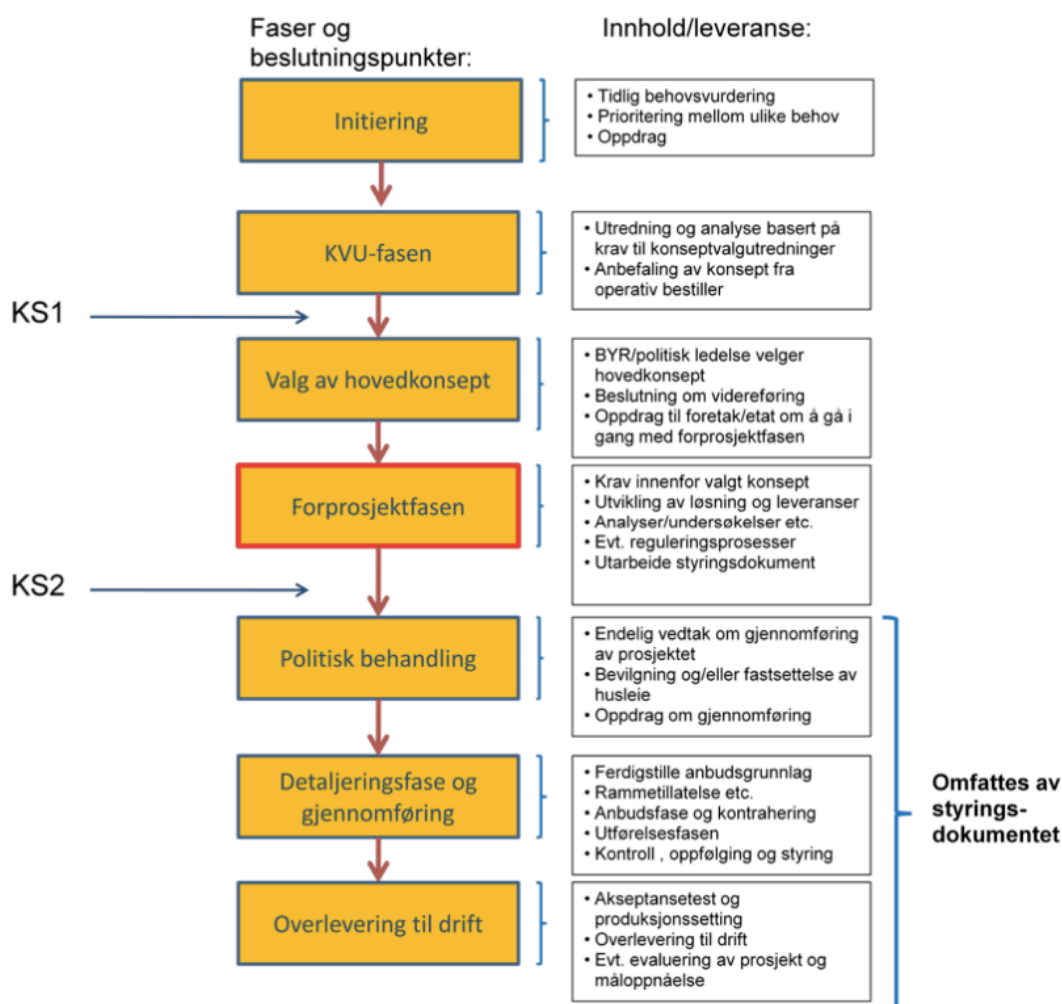 Faser og
beslutningspunkter:
Innhold/leveranse:
Initiering
• Tidlig behovsvurdering
• Prioritering mellom ulike behov
• Oppdrag
KVU-fasen
• Utredning og analyse basert på
krav til konseptvalgutredninger
• Anbefaling av konsept fra
operativ bestiller
KS1
Valg av hovedkonsept
• BYR/politisk ledelse velger
hovedkonsept
• Beslutning om videreføring
• Oppdrag til foretak/etat om å gå i
gang med forprosjektfasen
Forprosjektfasen
• Krav innenfor valgt konsept
• Utvikling av løsning og leveranser
• Analyser/undersøkelser etc.
• Evt. reguleringsprosesser
• Utarbeide styringsdokument
KS2
Politisk behandling
• Endelig vedtak om gjennomføring
av prosjektet
• Bevilgning og/eller fastsettelse av
husleie
• Oppdrag om gjennomføring
Detaljeringsfase og
gjennomføring
• Ferdigstille anbudsgrunnlag
• Rammetillatelse etc.
• Anbudsfase og kontrahering
• Utførelsesfasen
• Kontroll , oppfølging og styring
Omfattes av
styrings-
dokumentet
Overlevering til drift
• Akseptansetest og
produksjonssetting
• Overlevering til drift
• Evt. evaluering av prosjekt og
måloppnåelse